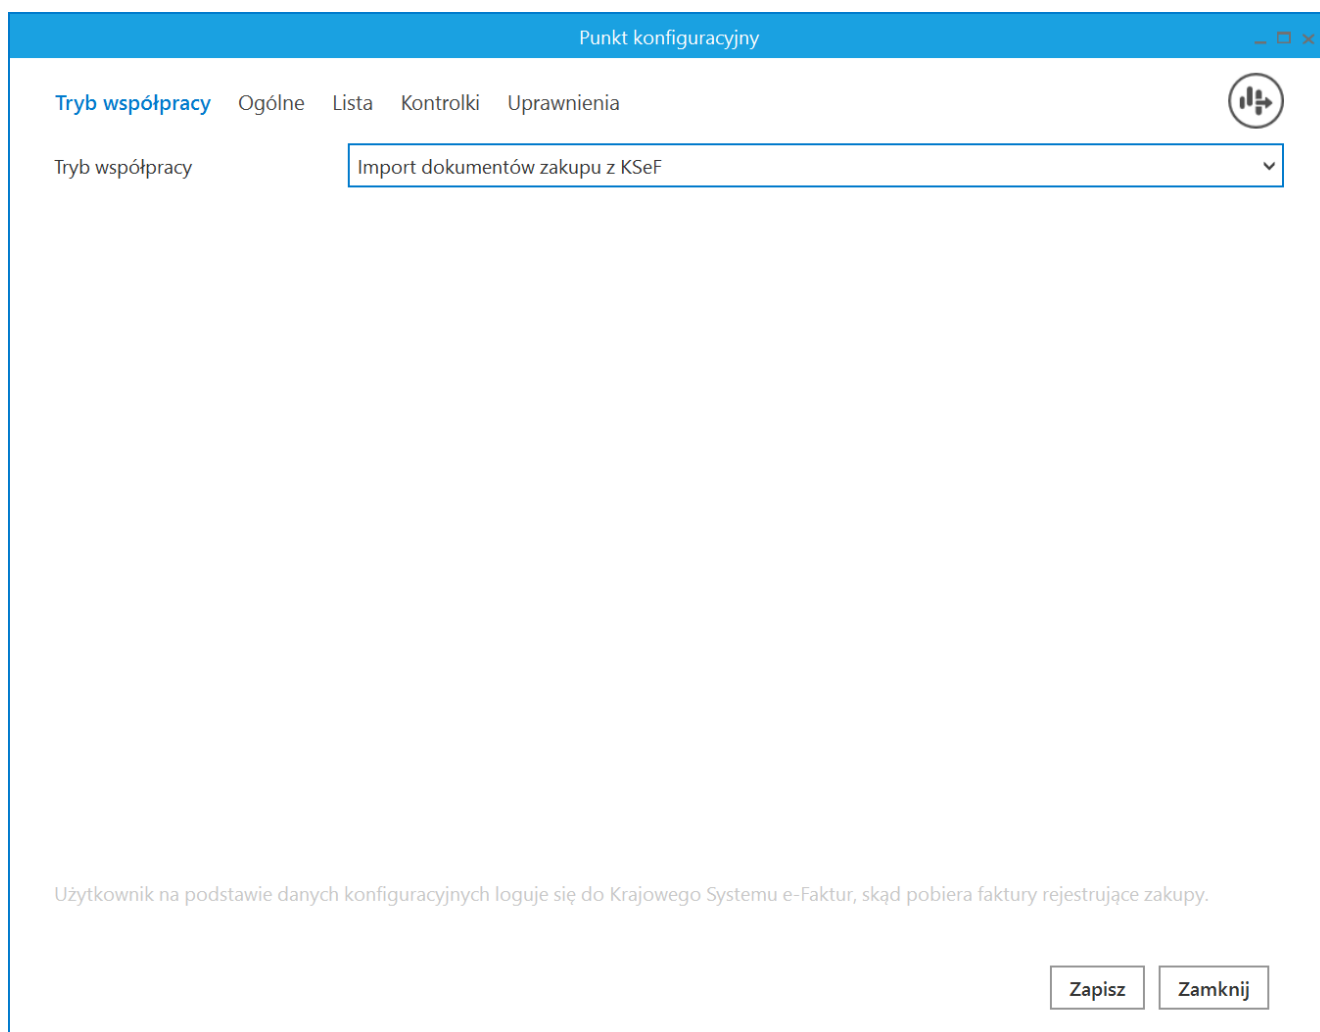 Punkt konfiguracyjny
Tryb współpracy Ogólne Lista Kontrolki Uprawnienia
Tryb współpracy Import dokumentów zakupu z KSeF
Użytkownik na podstawie danych konfiguracyjnych loguje się do Krajowego Systemu e-Faktur, skąd pobiera faktury rejestrujące zakupy.
Zapisz Zamknij